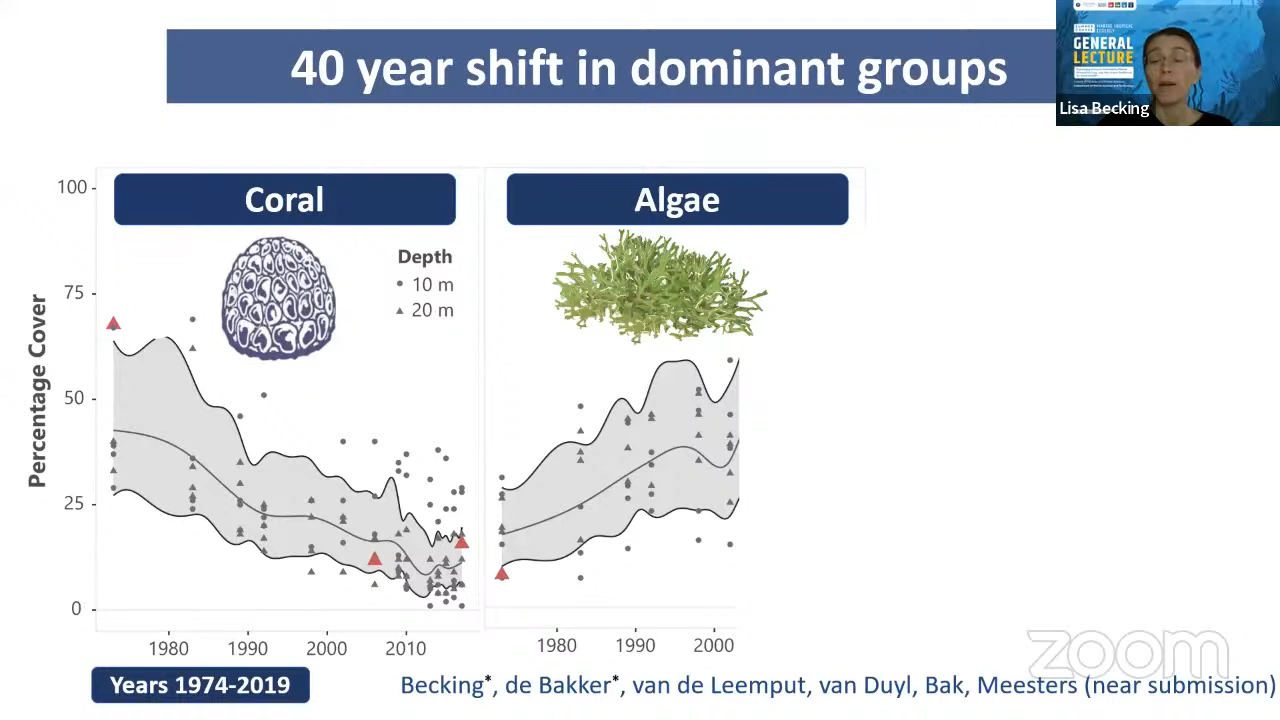 40 year shift in dominant groups
GENERAL
LECTURE
Lisa Becking
Coral
Algae
Depth
10 m
20 m
Percentage Cover
100
75
50
25
0
1980 1990 2000 2010
1980 1990 2000
zoom
Years 1974-2019
Becking*, de Bakker*, van de Leemput, van Duyl, Bak, Meesters (near submission)